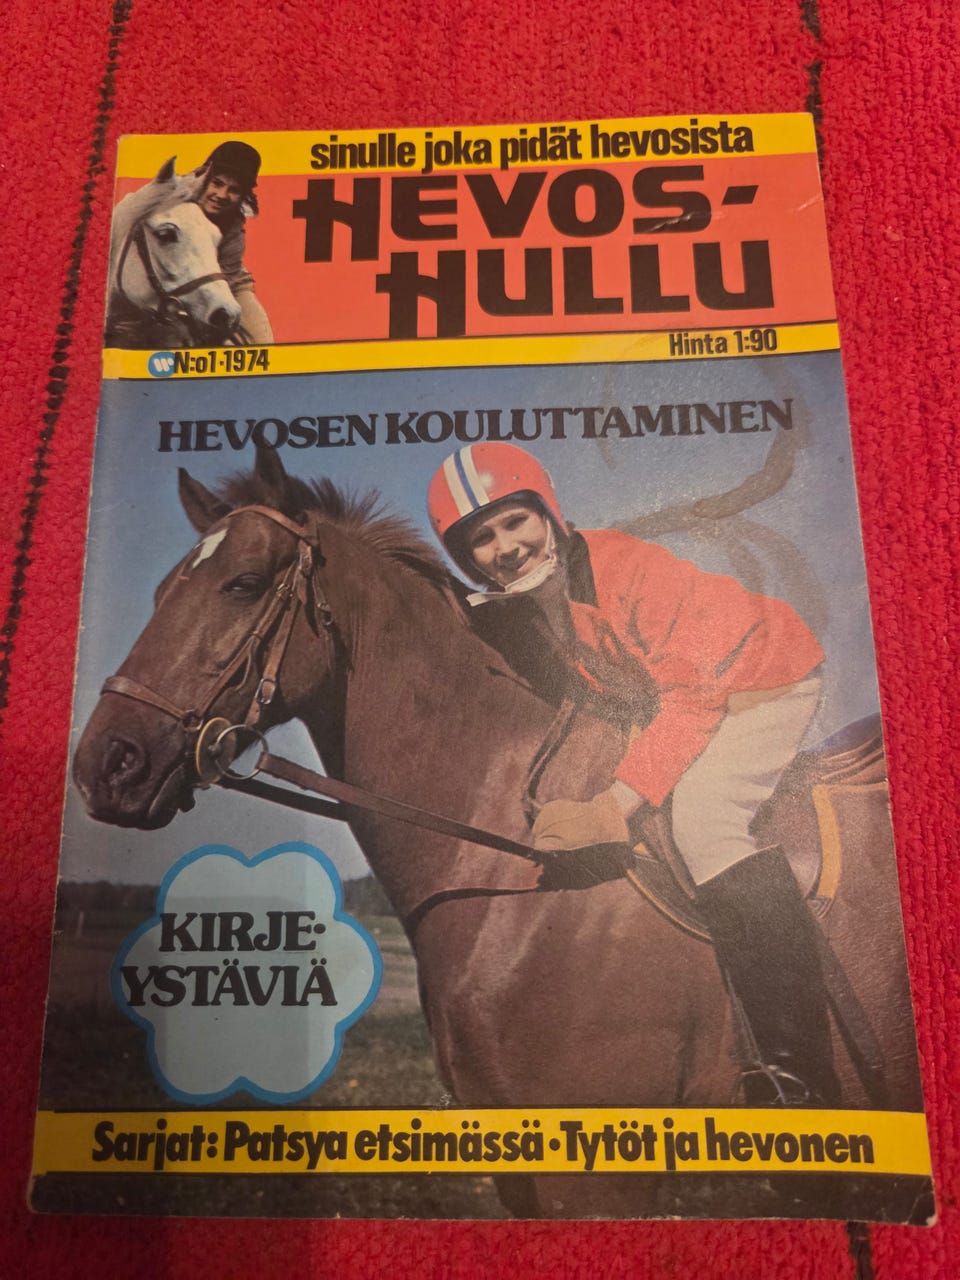 sinulle joka pidät hevosista
HEVOS-
HULLU
N:o1·1974
Hinta 1:90
HEVOSEN KOULUTTAMINEN
KIRJE-
YSTÄVIÄ
Sarjat: Patsya etsimässä·Tytöt ja hevonen